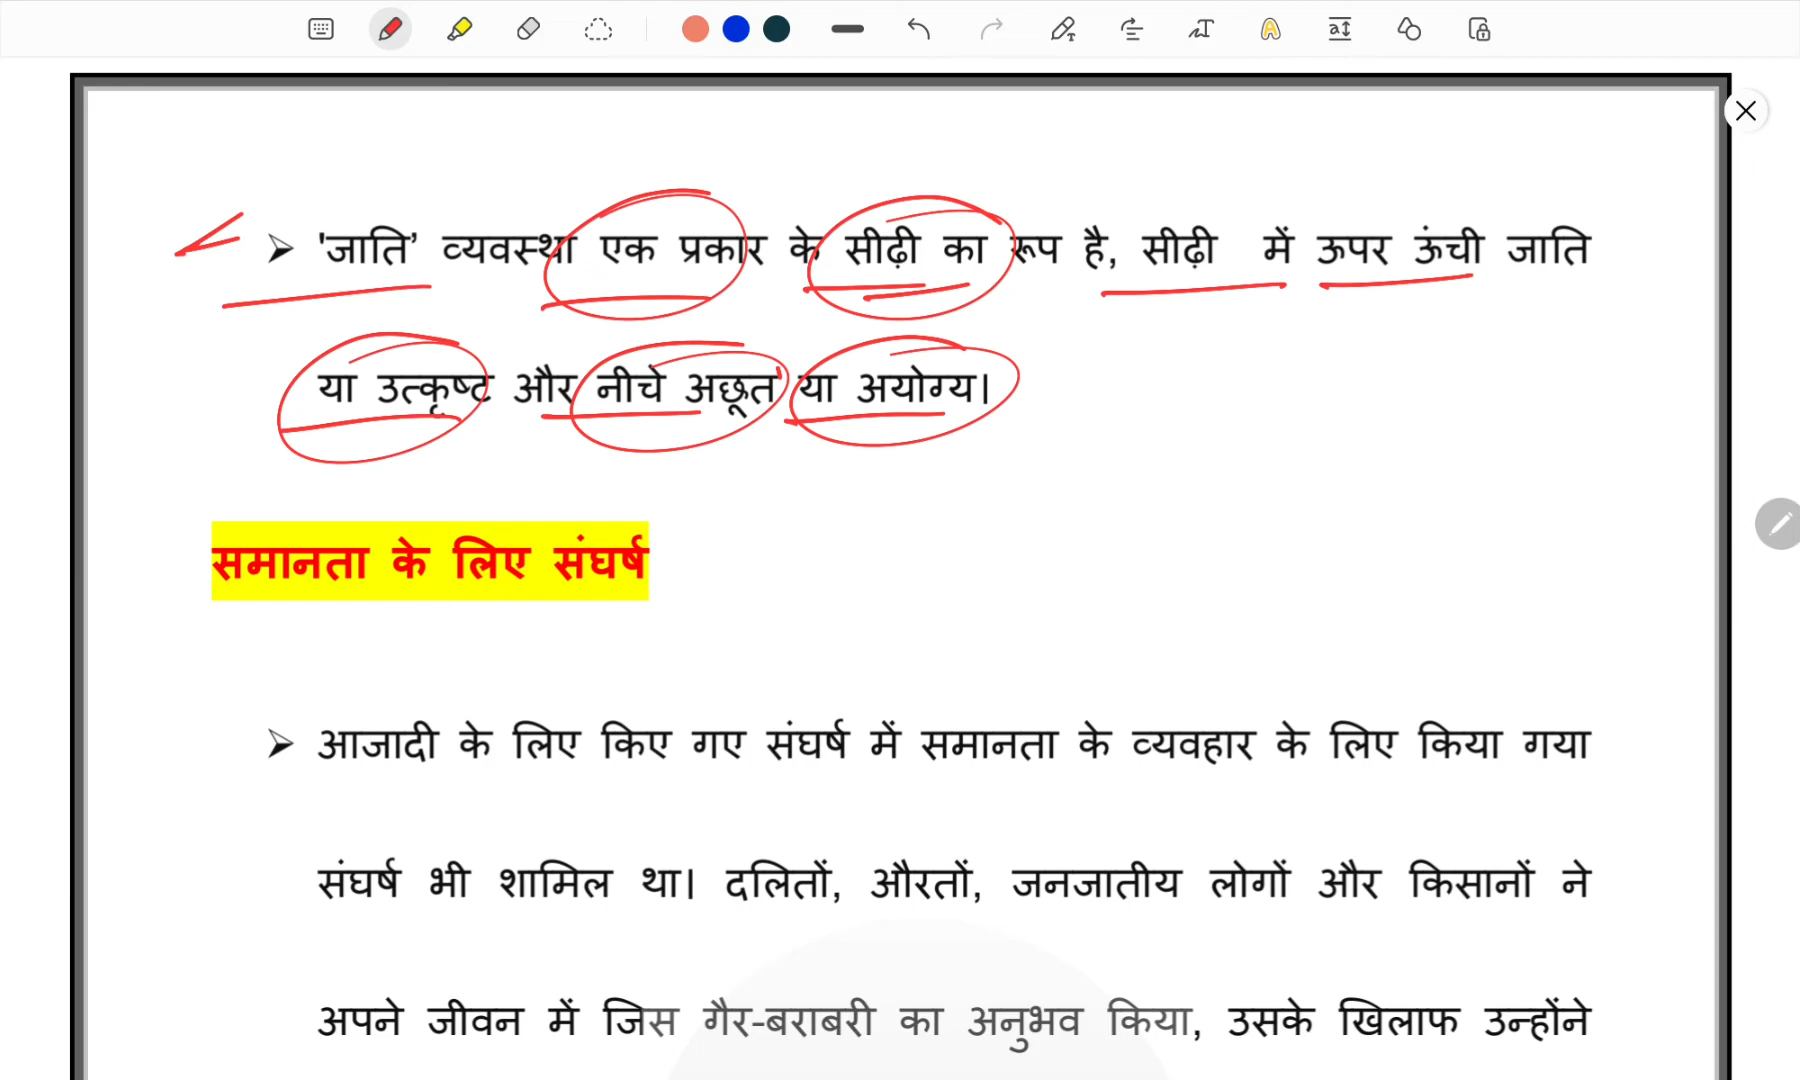 ➢ 'जाति’ व्यवस्था एक प्रकार के सीढ़ी का रूप है, सीढ़ी में ऊपर ऊंची जाति
या उत्कृष्ट और नीचे अछूत या अयोग्य।
समानता के लिए संघर्ष
➢ आजादी के लिए किए गए संघर्ष में समानता के व्यवहार के लिए किया गया
संघर्ष भी शामिल था। दलितों, औरतों, जनजातीय लोगों और किसानों ने
अपने जीवन में जिस गैर-बराबरी का अनुभव किया, उसके खिलाफ उन्होंने